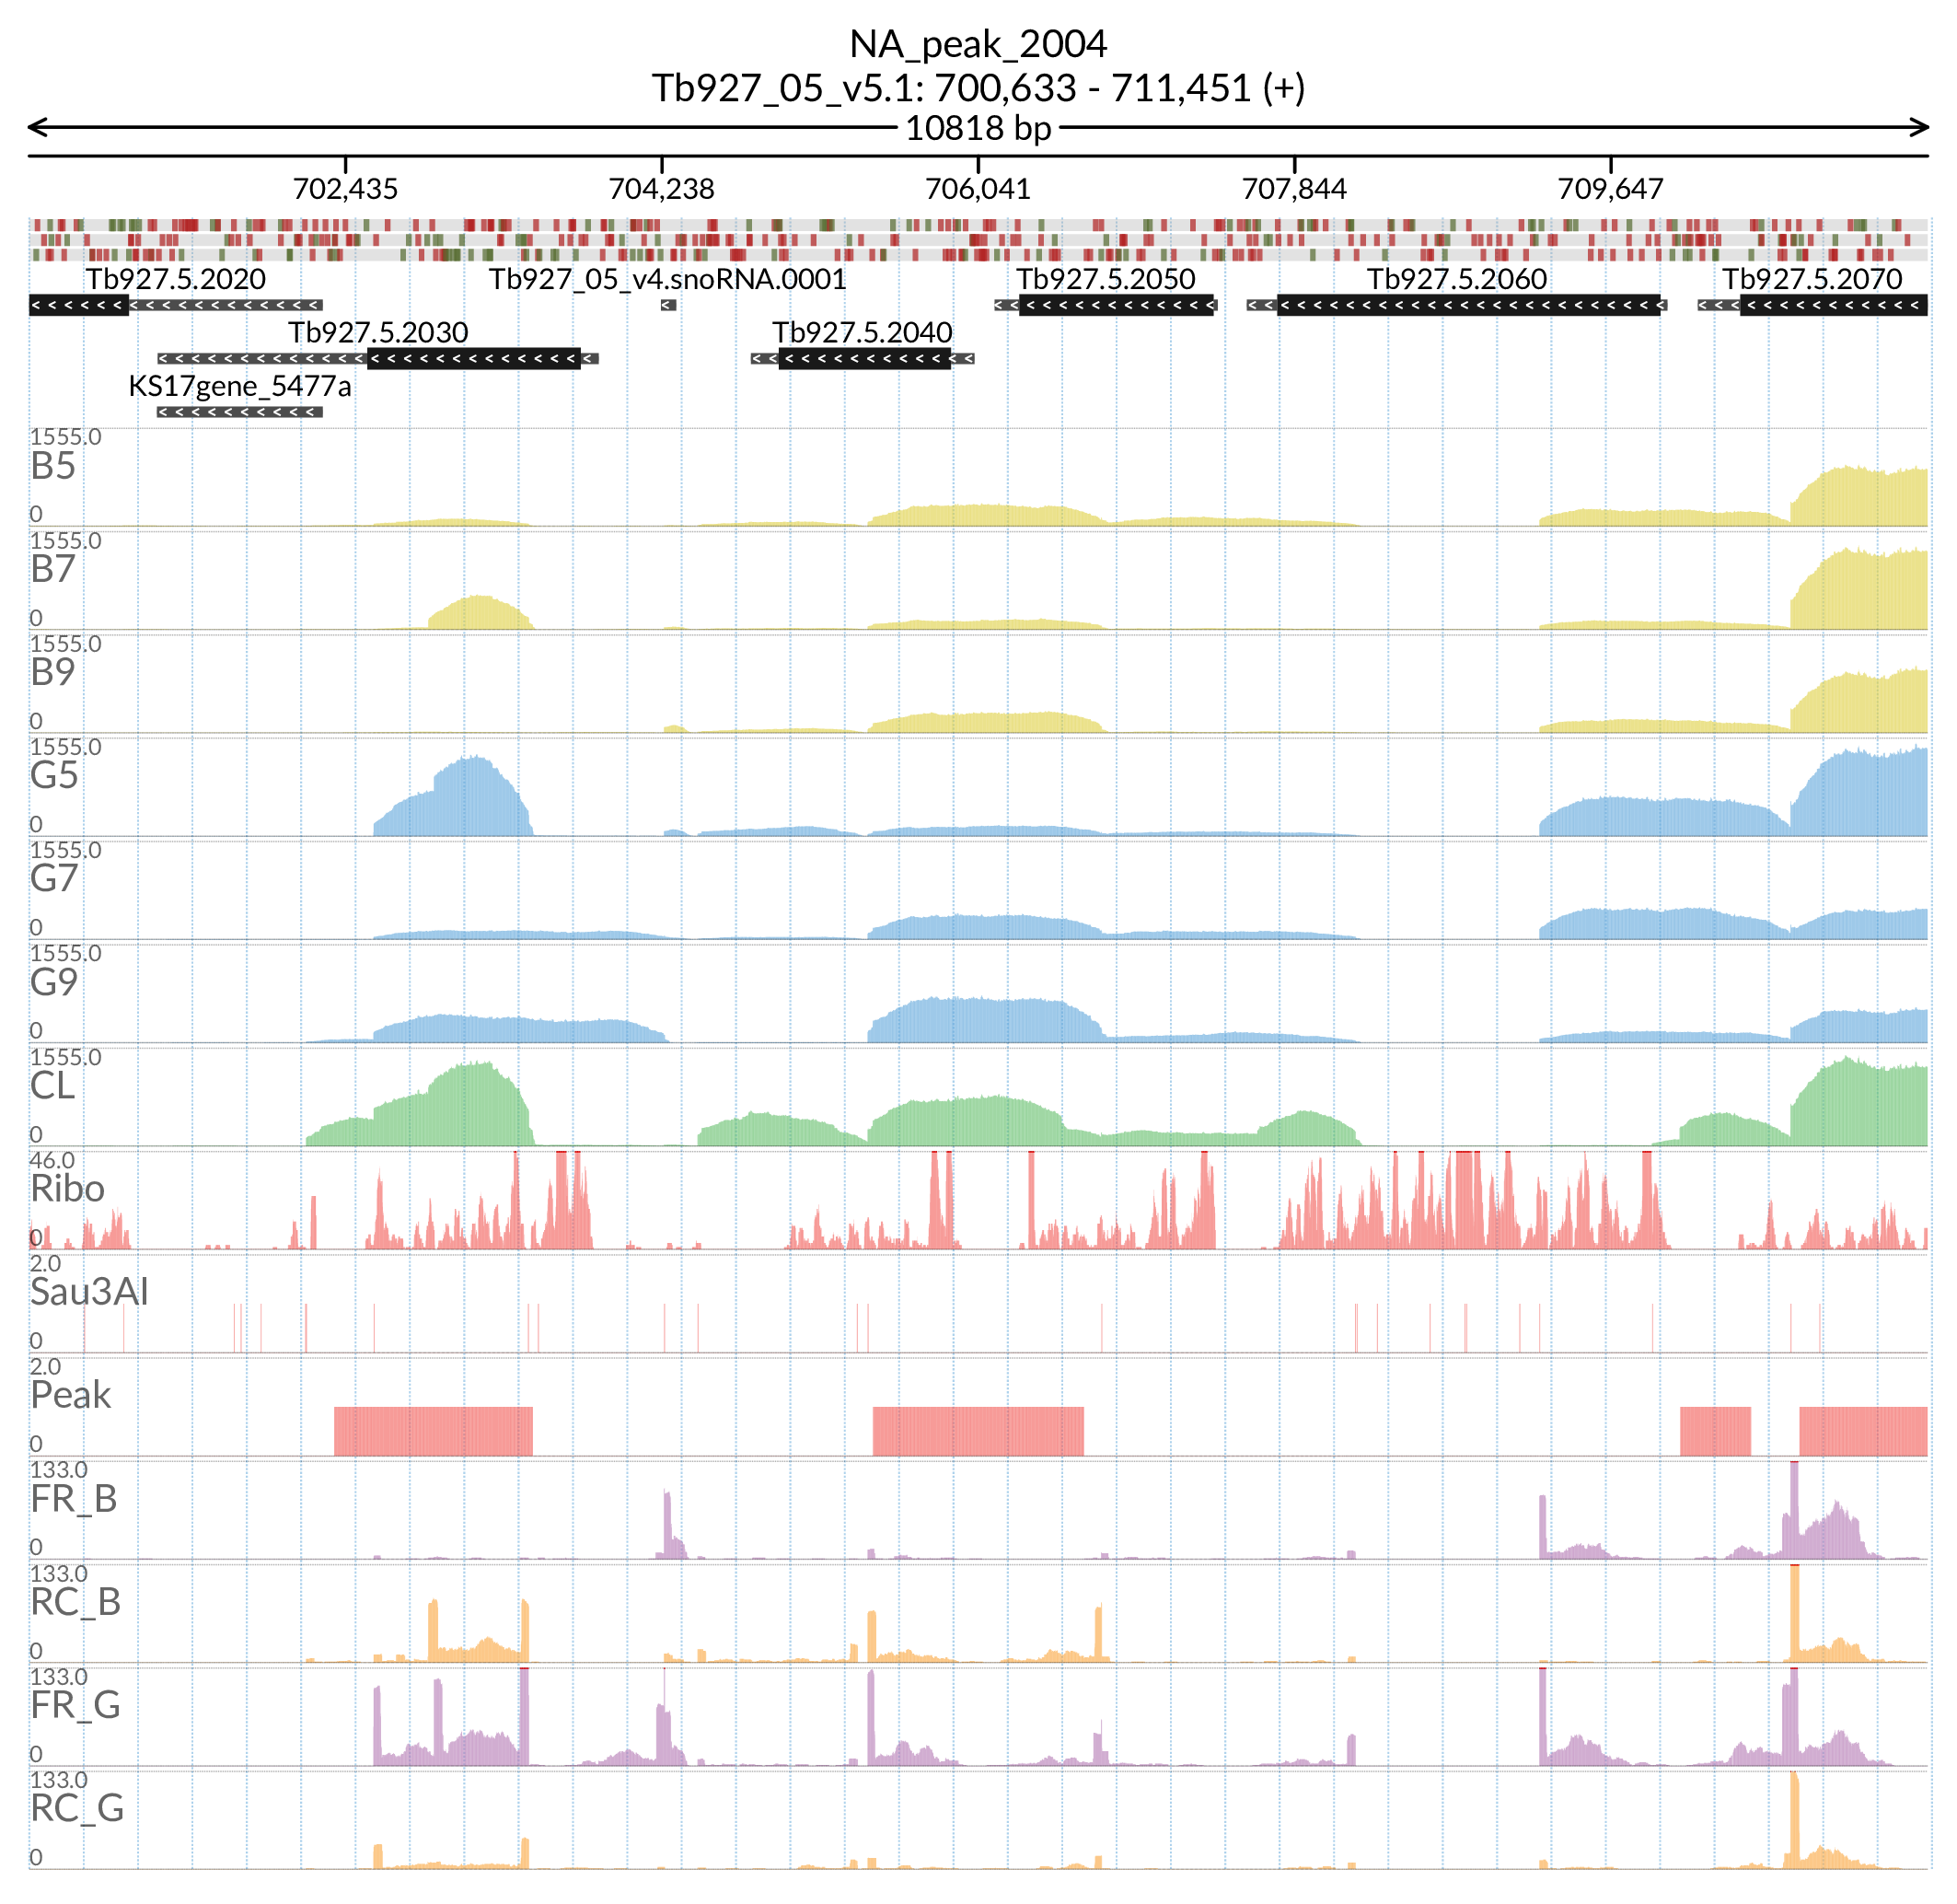 NA_peak_2004
Tb927_05_v5.1: 700,633 - 711,451 (+)
10818 bp
702,435 704,238 706,041 707,844 709,647
Tb927.5.2020 Tb927_05_v4.snoRNA.0001 Tb927.5.2050 Tb927.5.2060 Tb927.5.2070
Tb927.5.2030 Tb927.5.2040
KS17gene_5477a
1555.0
B5
0
1555.0
B7
0
1555.0
B9
0
1555.0
G5
0
1555.0
G7
0
1555.0
G9
0
1555.0
CL
0
46.0
Ribo
0
2.0
Sau3AI
0
2.0
Peak
0
133.0
FR_B
0
133.0
RC_B
0
133.0
FR_G
0
133.0
RC_G
0